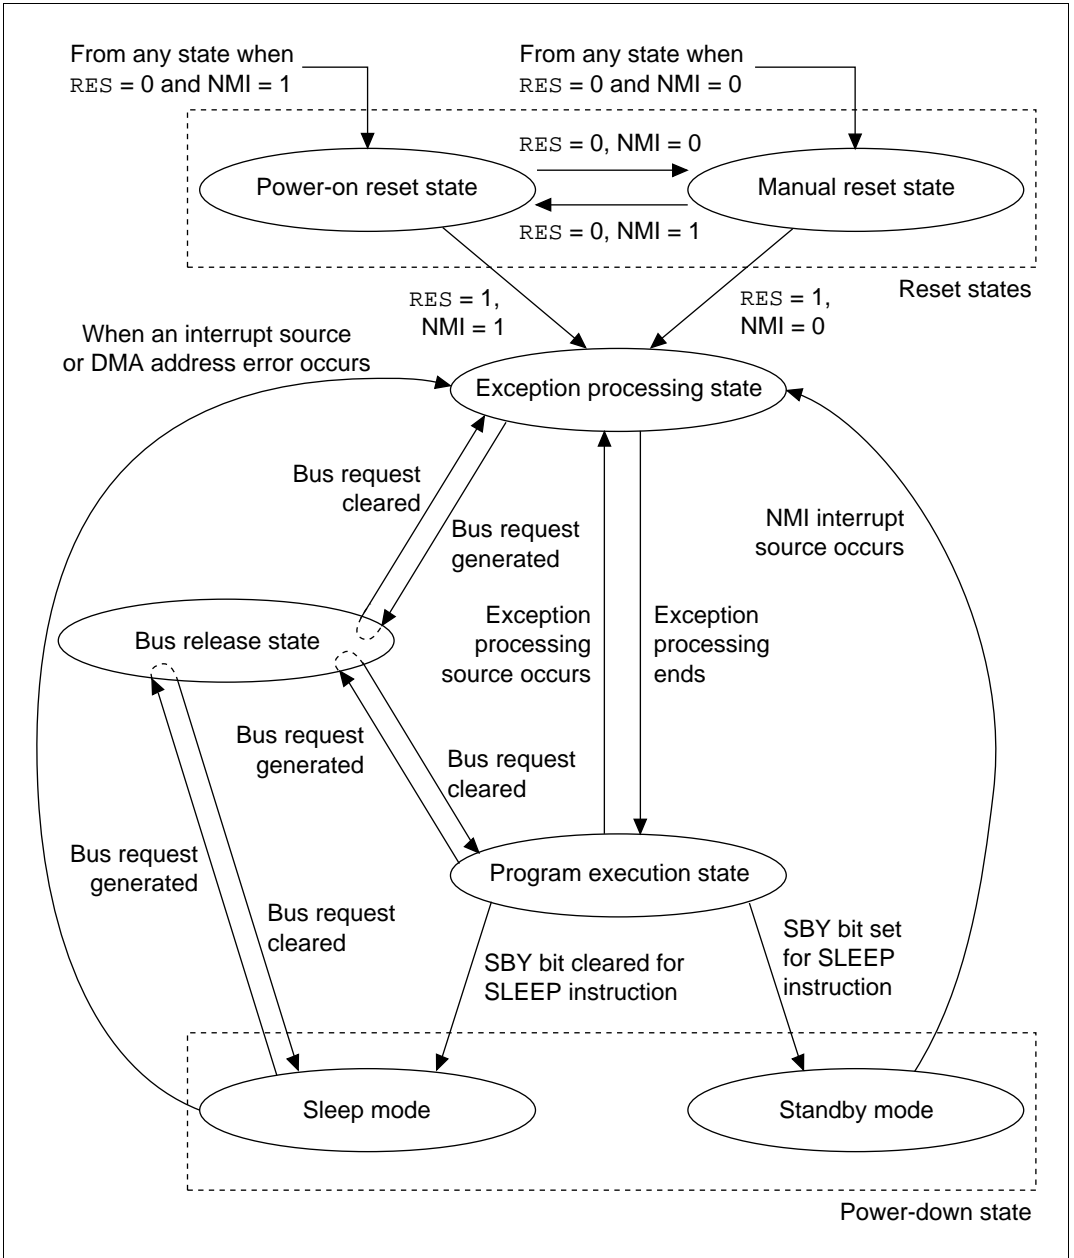 From any state when
RES = 0 and NMI = 1
From any state when
RES = 0 and NMI = 0
RES = 0, NMI = 0
Power-on reset state
Manual reset state
RES = 0, NMI = 1
Reset states
RES = 1,
NMI = 1
RES = 1,
NMI = 0
When an interrupt source
or DMA address error occurs
Exception processing state
Bus request
cleared
Bus request
generated
NMI interrupt
source occurs
Exception
processing
source occurs
Exception
processing
ends
Bus release state
Bus request
generated
Bus request
cleared
Bus request
generated
Program execution state
Bus request
cleared
SBY bit cleared for
SLEEP instruction
SBY bit set
for SLEEP
instruction
Sleep mode
Standby mode
Power-down state